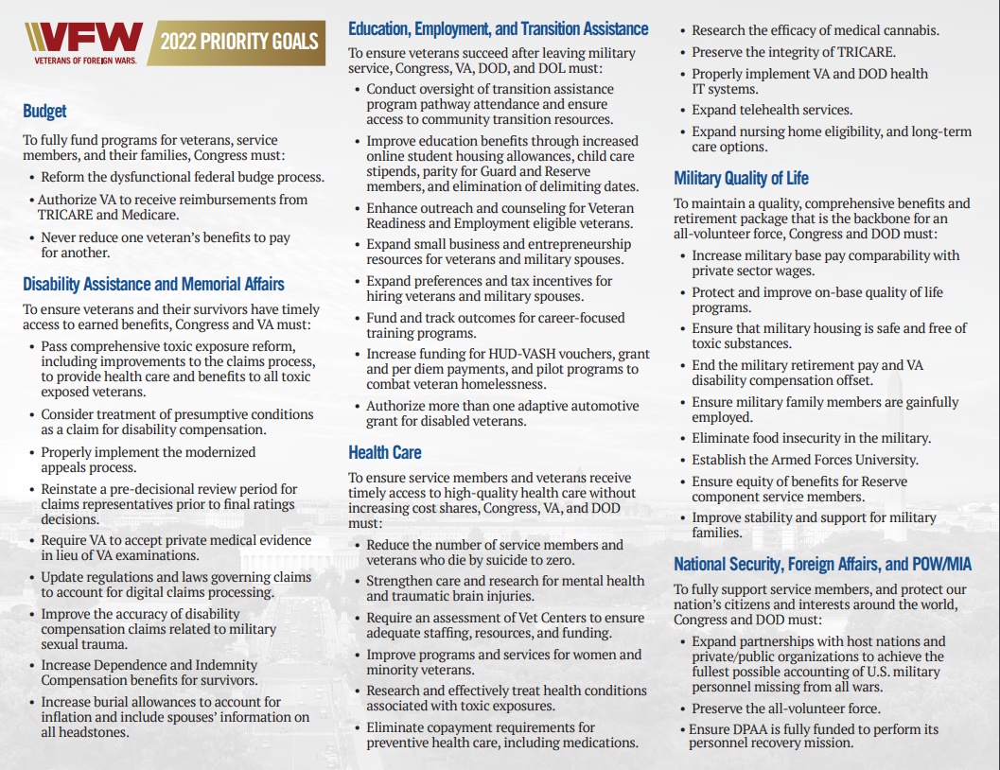 VFW
VETERANS OF FOREIGN WARS.
2022 PRIORITY GOALS
Budget
To fully fund programs for veterans, service
members, and their families, Congress must:
• Reform the dysfunctional federal budge process.
• Authorize VA to receive reimbursements from
TRICARE and Medicare.
• Never reduce one veteran's benefits to pay
for another.
Disability Assistance and Memorial Affairs
To ensure veterans and their survivors have timely
access to earned benefits, Congress and VA must:
• Pass comprehensive toxic exposure reform,
including improvements to the claims process,
to provide health care and benefits to all toxic
exposed veterans.
• Consider treatment of presumptive conditions
as a claim for disability compensation.
• Properly implement the modernized
appeals process.
• Reinstate a pre-decisional review period for
claims representatives prior to final ratings
decisions.
• Require VA to accept private medical evidence
in lieu of VA examinations.
• Update regulations and laws governing claims
to account for digital claims processing.
• Improve the accuracy of disability
compensation claims related to military
sexual trauma.
• Increase Dependence and Indemnity
Compensation benefits for survivors.
• Increase burial allowances to account for
inflation and include spouses' information on
all headstones.
Education, Employment, and Transition Assistance
To ensure veterans succeed after leaving military
service, Congress, VA, DOD, and DOL must:
• Conduct oversight of transition assistance
program pathway attendance and ensure
access to community transition resources.
• Improve education benefits through increased
online student housing allowances, child care
stipends, parity for Guard and Reserve
members, and elimination of delimiting dates.
• Enhance outreach and counseling for Veteran
Readiness and Employment eligible veterans.
• Expand small business and entrepreneurship
resources for veterans and military spouses.
• Expand preferences and tax incentives for
hiring veterans and military spouses.
• Fund and track outcomes for career-focused
training programs.
• Increase funding for HUD-VASH vouchers, grant
and per diem payments, and pilot programs to
combat veteran homelessness.
• Authorize more than one adaptive automotive
grant for disabled veterans.
Health Care
To ensure service members and veterans receive
timely access to high-quality health care without
increasing cost shares, Congress, VA, and DOD
must:
• Reduce the number of service members and
veterans who die by suicide to zero.
• Strengthen care and research for mental health
and traumatic brain injuries.
• Require an assessment of Vet Centers to ensure
adequate staffing, resources, and funding.
• Improve programs and services for women and
minority veterans.
• Research and effectively treat health conditions
associated with toxic exposures.
• Eliminate copayment requirements for
preventive health care, including medications.
• Research the efficacy of medical cannabis.
• Preserve the integrity of TRICARE.
• Properly implement VA and DOD health
IT systems.
• Expand telehealth services.
• Expand nursing home eligibility, and long-term
care options.
Military Quality of Life
To maintain a quality, comprehensive benefits and
retirement package that is the backbone for an
all-volunteer force, Congress and DOD must:
• Increase military base pay comparability with
private sector wages.
• Protect and improve on-base quality of life
programs.
• Ensure that military housing is safe and free of
toxic substances.
• End the military retirement pay and VA
disability compensation offset.
• Ensure military family members are gainfully
employed.
• Eliminate food insecurity in the military.
• Establish the Armed Forces University.
• Ensure equity of benefits for Reserve
component service members.
• Improve stability and support for military
families.
National Security, Foreign Affairs, and POW/MIA
To fully support service members, and protect our
nation's citizens and interests around the world,
Congress and DOD must:
• Expand partnerships with host nations and
private/public organizations to achieve the
fullest possible accounting of U.S. military
personnel missing from all wars.
• Preserve the all-volunteer force.
• Ensure DPAA is fully funded to perform its
personnel recovery mission.